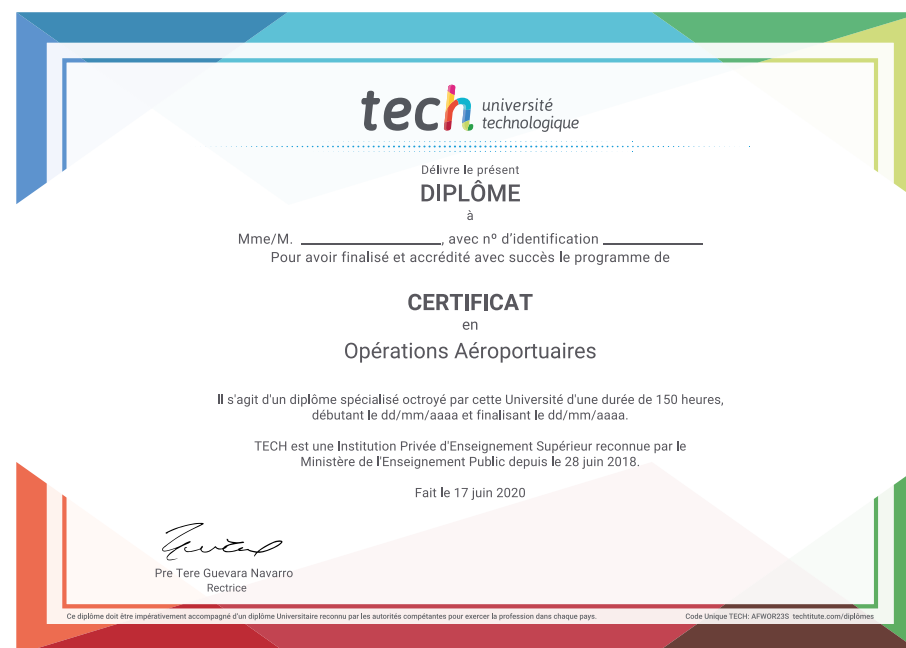 tech université
technologique
Délivre le présent
DIPLÔME
à
Mme/M. ____________________, avec nº d'identification ______________
Pour avoir finalisé et accrédité avec succès le programme de
CERTIFICAT
en
Opérations Aéroportuaires
Il s'agit d'un diplôme spécialisé octroyé par cette Université d'une durée de 150 heures,
débutant le dd/mm/aaaa et finalisant le dd/mm/aaaa.
TECH est une Institution Privée d'Enseignement Supérieur reconnue par le
Ministère de l'Enseignement Public depuis le 28 juin 2018.
Fait le 17 juin 2020
Pre Tere Guevara Navarro
Rectrice
Ce diplôme doit être impérativement accompagné d'un diplôme Universitaire reconnu par les autorités compétantes pour exercer la profession dans chaque pays.
Code Unique TECH: AFWOR23S techtitute.com/diplômes